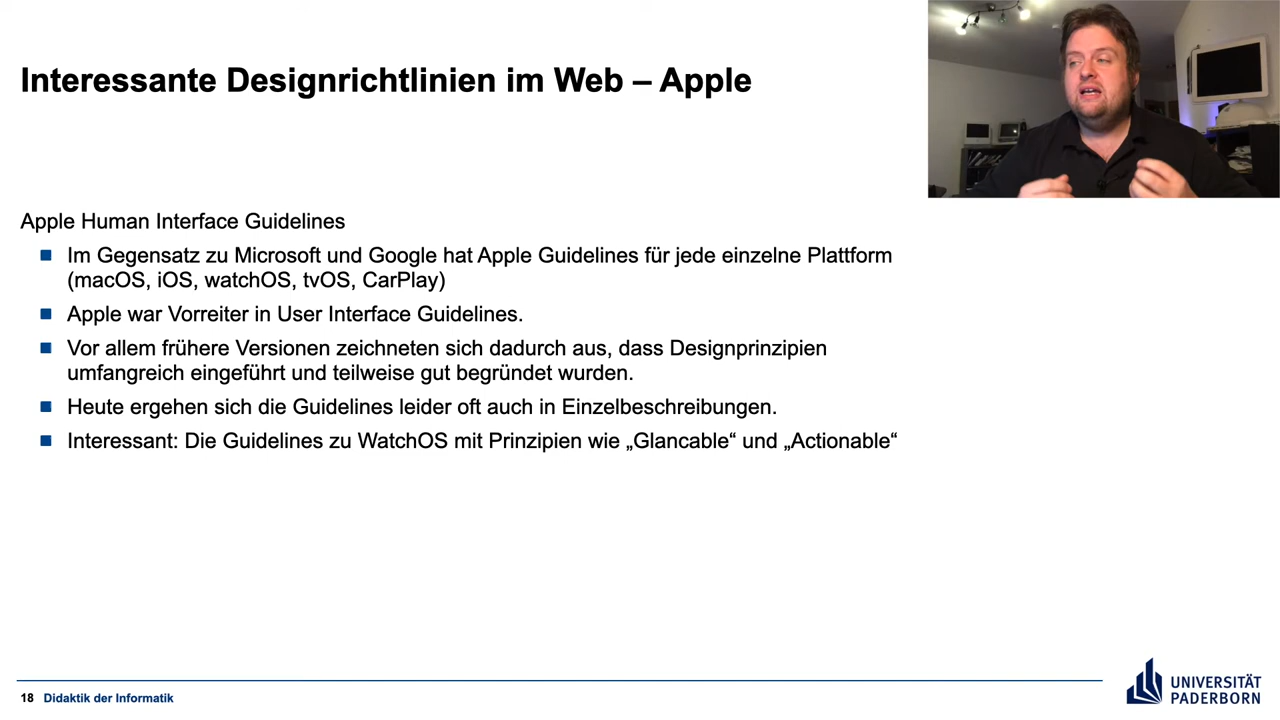 Interessante Designrichtlinien im Web – Apple
Apple Human Interface Guidelines
Im Gegensatz zu Microsoft und Google hat Apple Guidelines für jede einzelne Plattform
(macOS, iOS, watchOS, tvOS, CarPlay)
Apple war Vorreiter in User Interface Guidelines.
Vor allem frühere Versionen zeichneten sich dadurch aus, dass Designprinzipien
umfangreich eingeführt und teilweise gut begründet wurden.
Heute ergehen sich die Guidelines leider oft auch in Einzelbeschreibungen.
Interessant: Die Guidelines zu WatchOS mit Prinzipien wie „Glancable“ und „Actionable“
18 Didaktik der Informatik
UNIVERSITÄT
PADERBORN